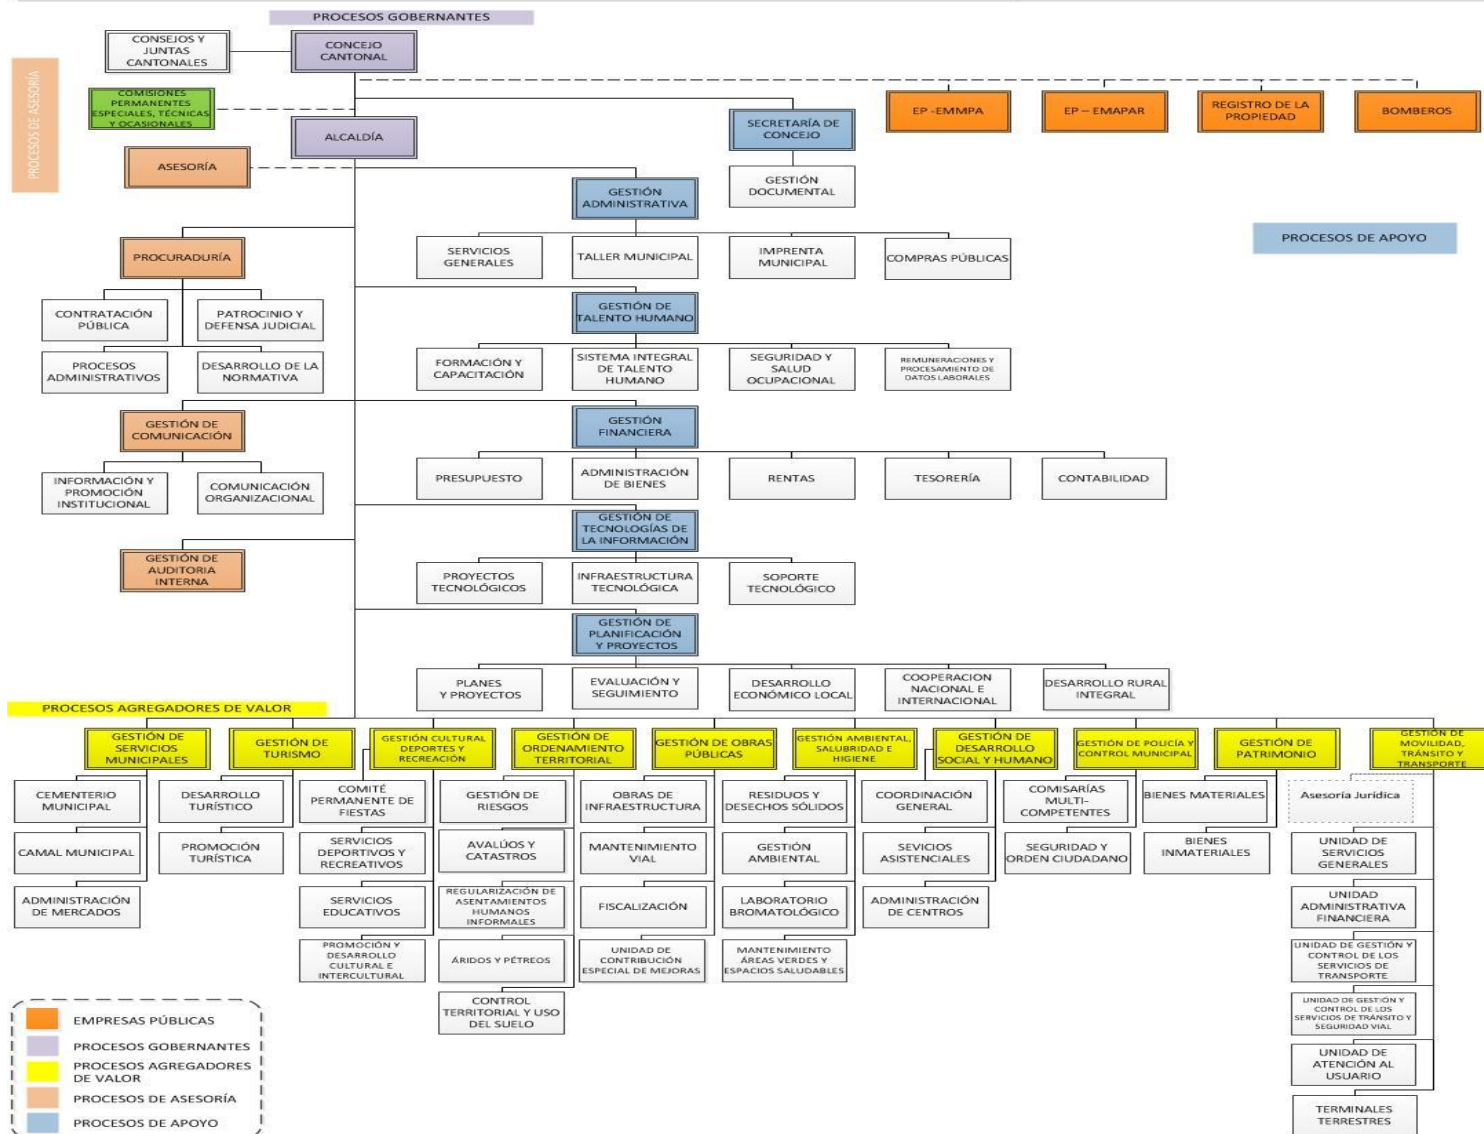 PROCESOS GOBERNANTES
CONSEJOS Y
JUNTAS
CANTONALES
CONCEJO
CANTONAL
PROCESOS DE ASESORÍA
COMISIONES
PERMANENTES
ESPECIALES, TÉCNICAS
Y OCASIONALES
ALCALDÍA
SECRETARÍA DE
CONCEJO
EP -EMMPA
EP – EMAPAR
REGISTRO DE LA
PROPIEDAD
BOMBEROS
ASESORÍA
GESTIÓN
DOCUMENTAL
GESTIÓN
ADMINISTRATIVA
PROCESOS DE APOYO
SERVICIOS
GENERALES
TALLER MUNICIPAL
IMPRENTA
MUNICIPAL
COMPRAS PÚBLICAS
PROCURADURÍA
CONTRATACIÓN
PÚBLICA
PATROCINIO Y
DEFENSA JUDICIAL
PROCESOS
ADMINISTRATIVOS
DESARROLLO DE LA
NORMATIVA
GESTIÓN DE
TALENTO HUMANO
FORMACIÓN Y
CAPACITACIÓN
SISTEMA INTEGRAL
DE TALENTO
HUMANO
SEGURIDAD Y
SALUD
OCUPACIONAL
REMUNERACIONES Y
PROCESAMIENTO DE
DATOS LABORALES
GESTIÓN DE
COMUNICACIÓN
INFORMACIÓN Y
PROMOCIÓN
INSTITUCIONAL
COMUNICACIÓN
ORGANIZACIONAL
GESTIÓN
FINANCIERA
PRESUPUESTO
ADMINISTRACIÓN
DE BIENES
RENTAS
TESORERÍA
CONTABILIDAD
GESTIÓN DE
AUDITORIA
INTERNA
GESTIÓN DE
TECNOLOGÍAS DE
LA INFORMACIÓN
PROYECTOS
TECNOLÓGICOS
INFRAESTRUCTURA
TECNOLÓGICA
SOPORTE
TECNOLÓGICO
GESTIÓN DE
PLANIFICACIÓN
Y PROYECTOS
PLANES
Y PROYECTOS
EVALUACIÓN Y
SEGUIMIENTO
DESARROLLO
ECONÓMICO LOCAL
COOPERACION
NACIONAL E
INTERNACIONAL
DESARROLLO RURAL
INTEGRAL
PROCESOS AGREGADORES DE VALOR
GESTIÓN DE
SERVICIOS
MUNICIPALES
GESTIÓN DE
TURISMO
GESTIÓN CULTURAL
DEPORTES Y
RECREACIÓN
GESTIÓN DE
ORDENAMIENTO
TERRITORIAL
GESTIÓN DE OBRAS
PÚBLICAS
GESTIÓN AMBIENTAL,
SALUBRIDAD E
HIGIENE
GESTIÓN DE
DESARROLLO
SOCIAL Y HUMANO
GESTIÓN DE POLICÍA Y
CONTROL MUNICIPAL
GESTIÓN DE
PATRIMONIO
GESTIÓN DE
MOVILIDAD,
TRÁNSITO Y
TRANSPORTE
CEMENTERIO
MUNICIPAL
CAMAL MUNICIPAL
ADMINISTRACIÓN
DE MERCADOS
DESARROLLO
TURÍSTICO
PROMOCIÓN
TURÍSTICA
COMITÉ
PERMANENTE DE
FIESTAS
SERVICIOS
DEPORTIVOS Y
RECREATIVOS
SERVICIOS
EDUCATIVOS
PROMOCIÓN Y
DESARROLLO
CULTURAL E
INTERCULTURAL
GESTIÓN DE
RIESGOS
AVALÚOS Y
CATASTROS
REGULARIZACIÓN DE
ASENTAMIENTOS
HUMANOS
INFORMALES
ÁRIDOS Y PÉTREOS
CONTROL
TERRITORIAL Y USO
DEL SUELO
OBRAS DE
INFRAESTRUCTURA
MANTENIMIENTO
VIAL
FISCALIZACIÓN
UNIDAD DE
CONTRIBUCIÓN
ESPECIAL DE MEJORAS
RESIDUOS Y
DESECHOS SÓLIDOS
GESTIÓN
AMBIENTAL
LABORATORIO
BROMATOLÓGICO
MANTENIMIENTO
ÁREAS VERDES Y
ESPACIOS SALUDABLES
COORDINACIÓN
GENERAL
SEVICIOS
ASISTENCIALES
ADMINISTRACIÓN
DE CENTROS
COMISARÍAS
MULTI-
COMPETENTES
SEGURIDAD Y
ORDEN CIUDADANO
BIENES MATERIALES
BIENES
INMATERIALES
Asesoría Jurídica
UNIDAD DE
SERVICIOS
GENERALES
UNIDAD
ADMINISTRATIVA
FINANCIERA
UNIDAD DE GESTIÓN Y
CONTROL DE LOS
SERVICIOS DE
TRANSPORTE
UNIDAD DE GESTIÓN Y
CONTROL DE LOS
SERVICIOS DE TRÁNSITO Y
SEGURIDAD VIAL
UNIDAD DE
ATENCIÓN AL
USUARIO
TERMINALES
TERRESTRES
EMPRESAS PÚBLICAS
PROCESOS GOBERNANTES
PROCESOS AGREGADORES
DE VALOR
PROCESOS DE ASESORÍA
PROCESOS DE APOYO